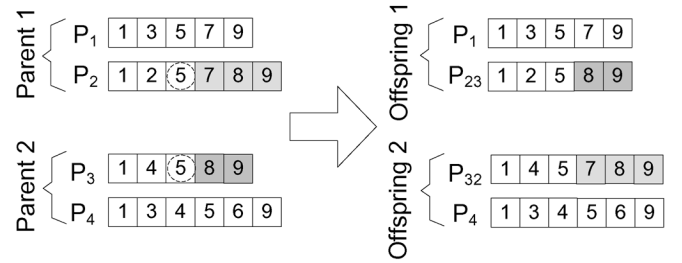 Parent 1
P1 1 3 5 7 9
P2 1 2 5 7 8 9
Parent 2
P3 1 4 5 8 9
P4 1 3 4 5 6 9
Offspring 1
P1 1 3 5 7 9
P23 1 2 5 8 9
Offspring 2
P32 1 4 5 7 8 9
P4 1 3 4 5 6 9